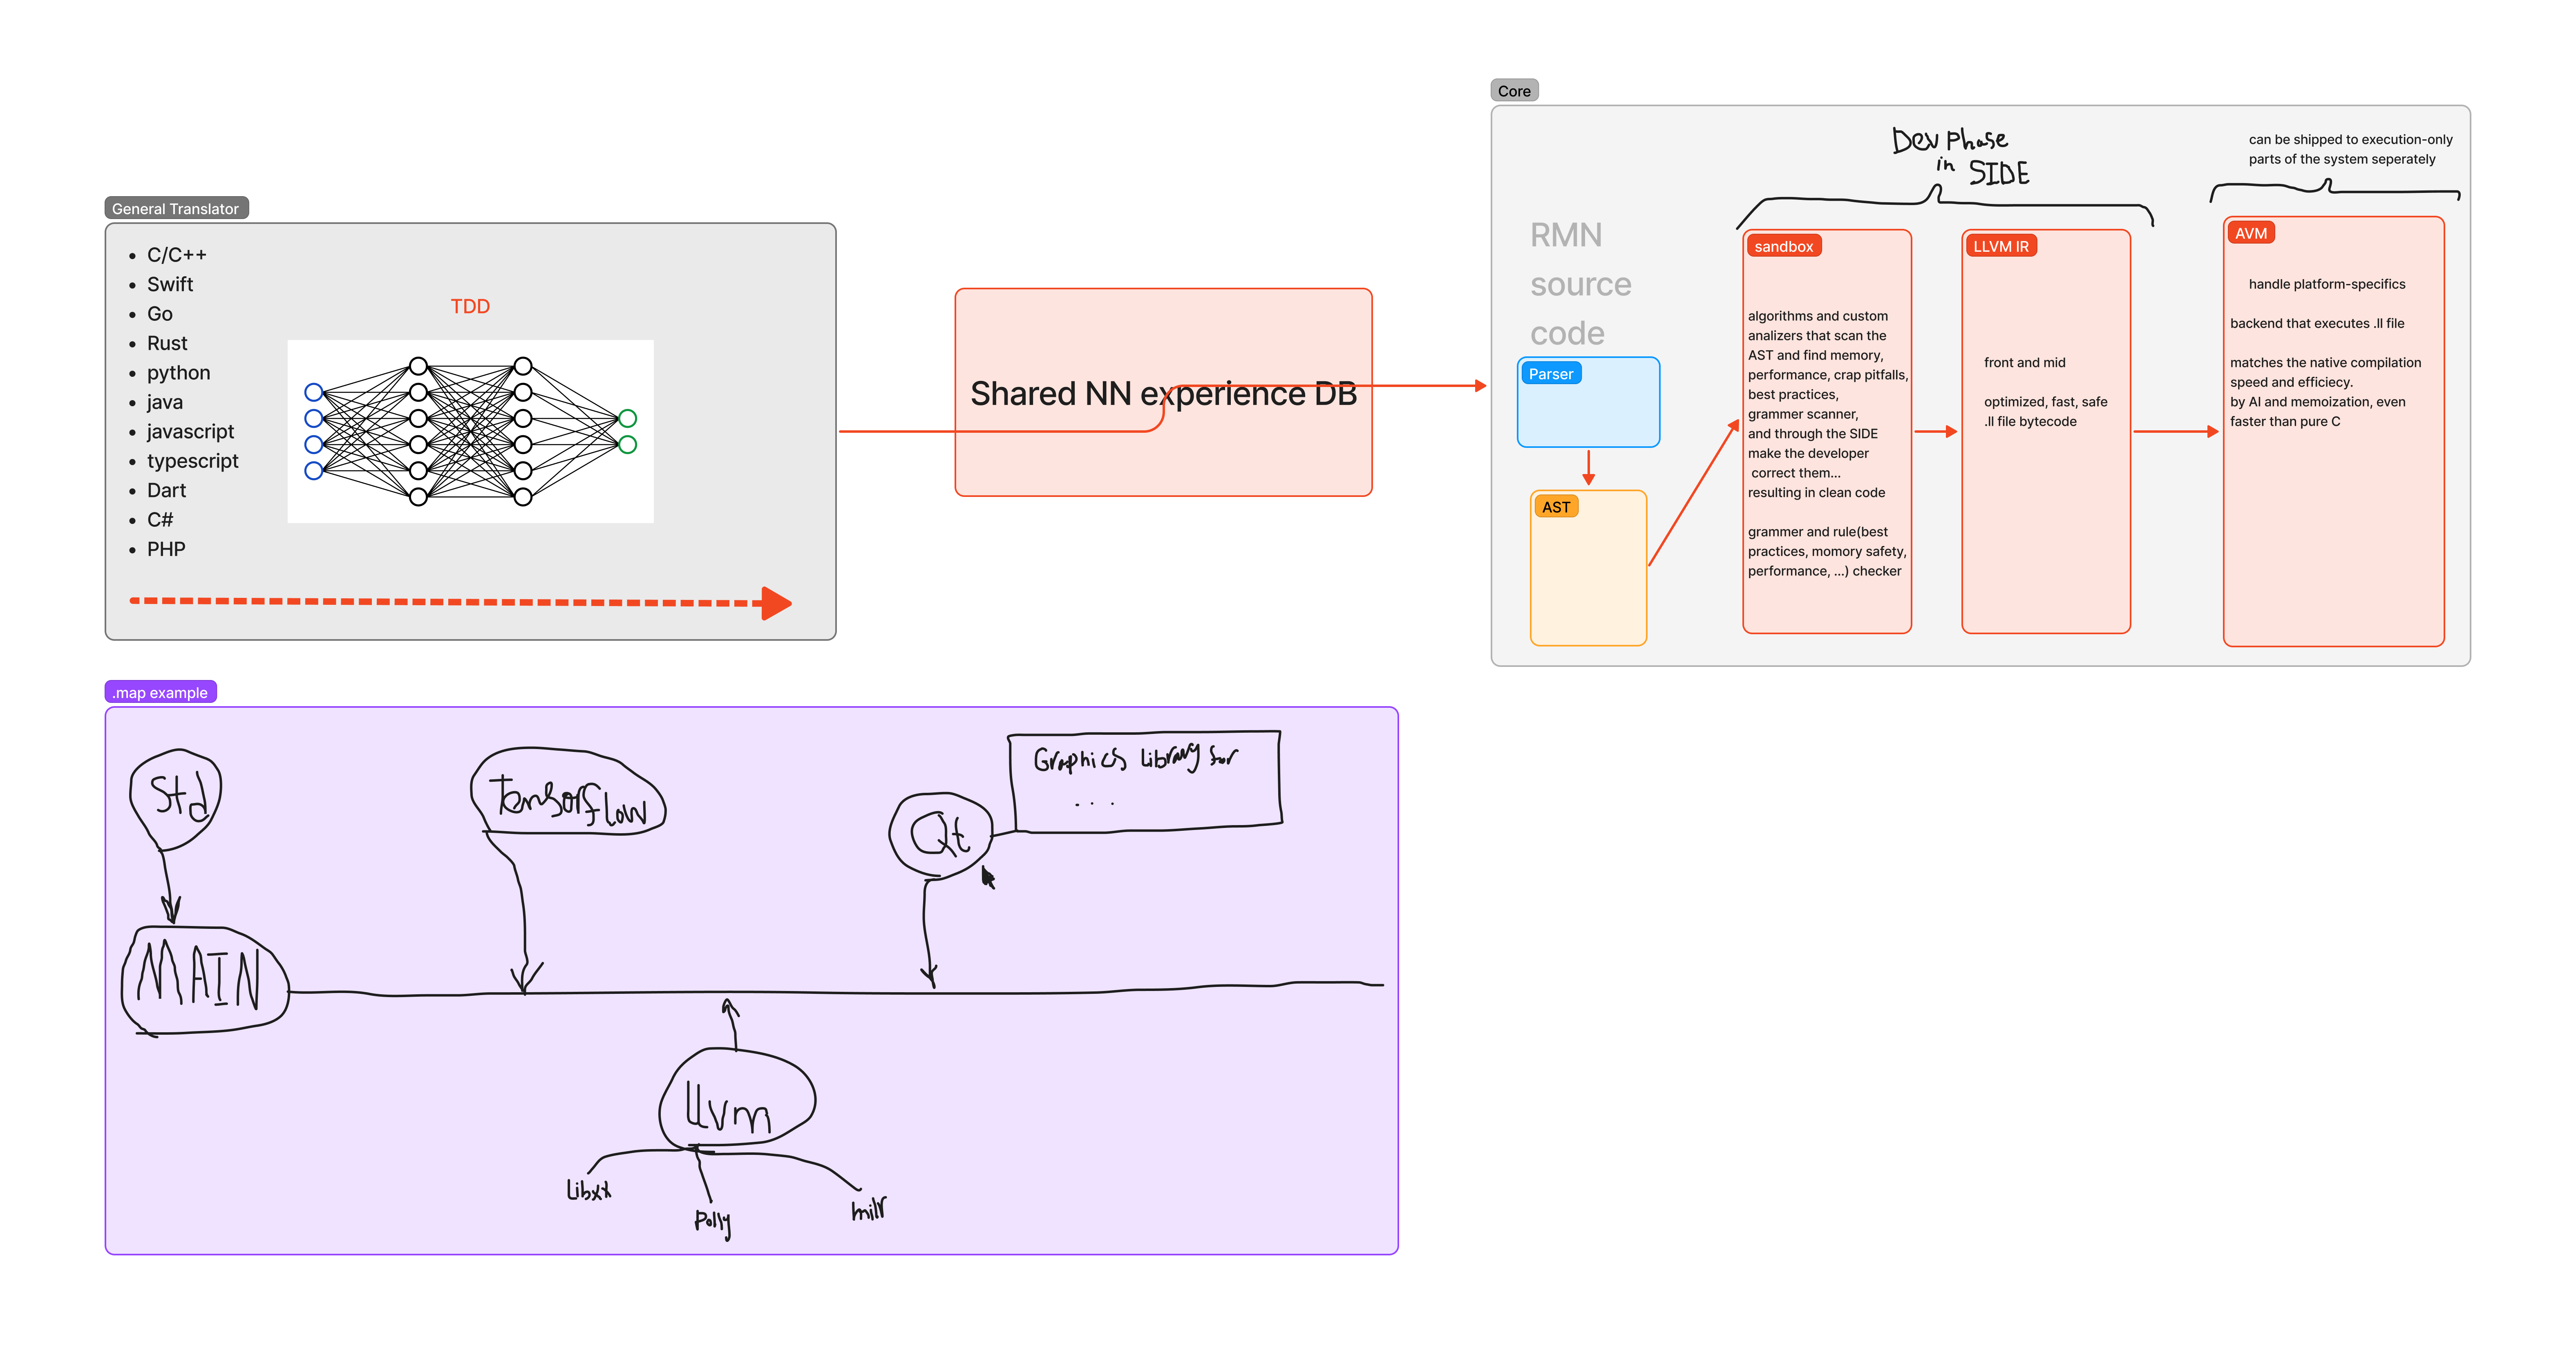 General Translator
C/C++
Swift
Go
Rust
python
java
javascript
typescript
Dart
C#
PHP
TDD
Shared NN experience DB
Core
RMN
source
code
Parser
AST
Dev Phase
in SIDE
sandbox
algorithms and custom
analizers that scan the
AST and find memory,
performance, crap pitfalls,
best practices,
grammer scanner,
and through the SIDE
make the developer
correct them...
resulting in clean code
grammer and rule(best
practices, momory safety,
performance, ...) checker
LLVM IR
front and mid
optimized, fast, safe
.ll file bytecode
can be shipped to execution-only
parts of the system seperately
AVM
handle platform-specifics
backend that executes .ll file
matches the native compilation
speed and efficiecy.
by AI and memoization, even
faster than pure C
.map example
Std
Tensorflow
Qt
Graphics Library for
...
MAIN
llvm
Libxx
Polly
milr